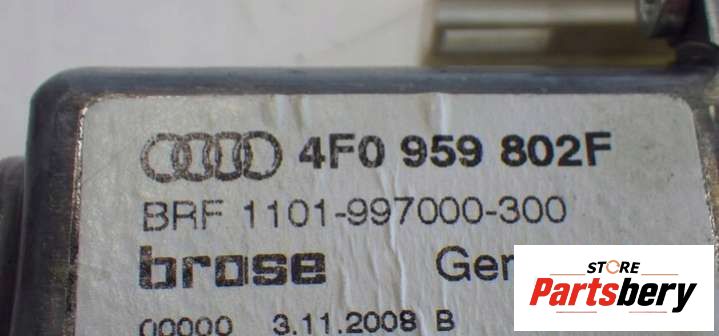 4F0 959 802F
BRF 1101-997000-300
brose Ger
00000 3.11.2008 B
STORE
Partsbery